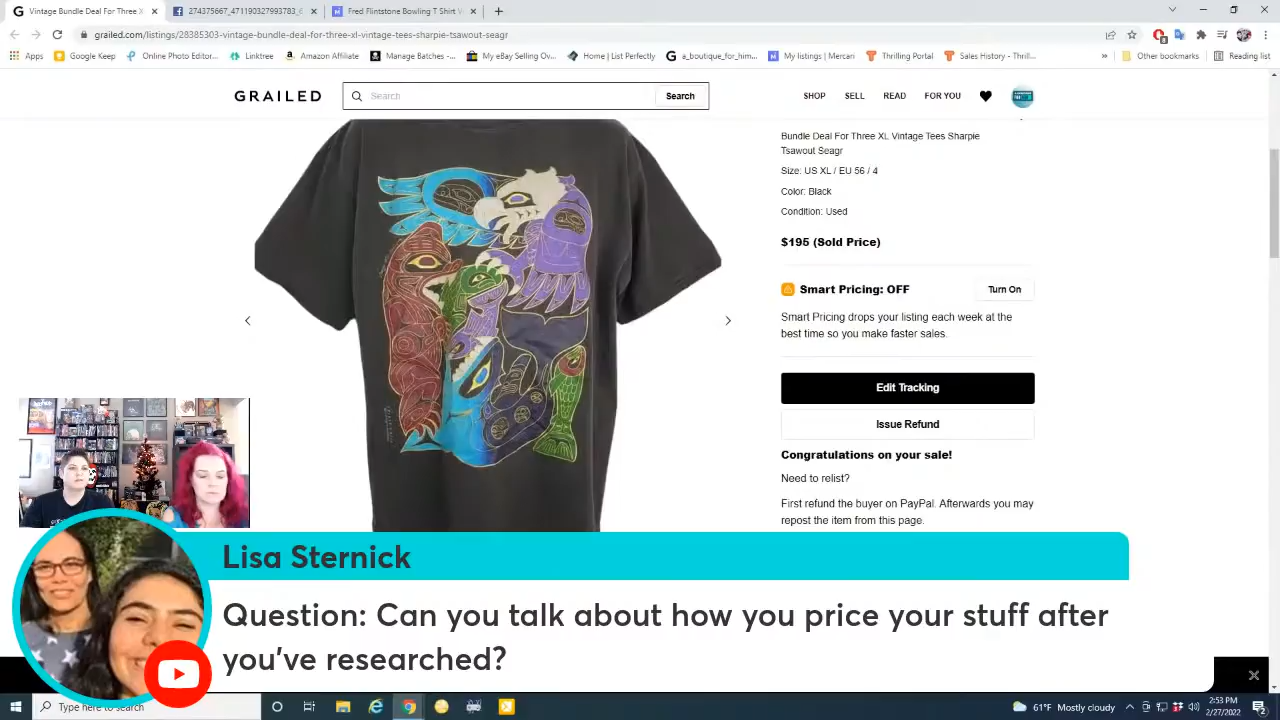 Vintage Bundle Deal For Three X
274375667_471190327993783_6
Fred Flintstone Bowling T Shirt V
grailed.com/listings/28385303-vintage-bundle-deal-for-three-xl-vintage-tees-sharpie-tsawout-seagr
Apps
Google Keep
Online Photo Editor...
Linktree
Amazon Smile
Manage Batches -...
My eBay
Home | List Perfectly
a_boutique_for_him...
My listings | Mercari
Thrilling Portal
Sales History - Thrill...
Other bookmarks
Reading list
GRAILED
Search
Search
SHOP
SELL
READ
FOR YOU
Bundle Deal For Three XL Vintage Tees Sharpie
Tsawout Seagr
Size: US XL / EU 56 / 4
Color: Black
Condition: Used
$195 (Sold Price)
Smart Pricing: OFF
Turn On
Smart Pricing drops your listing each week at the
best time so you make faster sales.
Edit Tracking
Issue Refund
Congratulations on your sale!
Need to relist?
First refund the buyer on PayPal. Afterwards you may
repost the item from this page.
Lisa Sternick
Question: Can you talk about how you price your stuff after
you've researched?
Type here to search
61°F Mostly cloudy
2:53 PM
2/27/2022